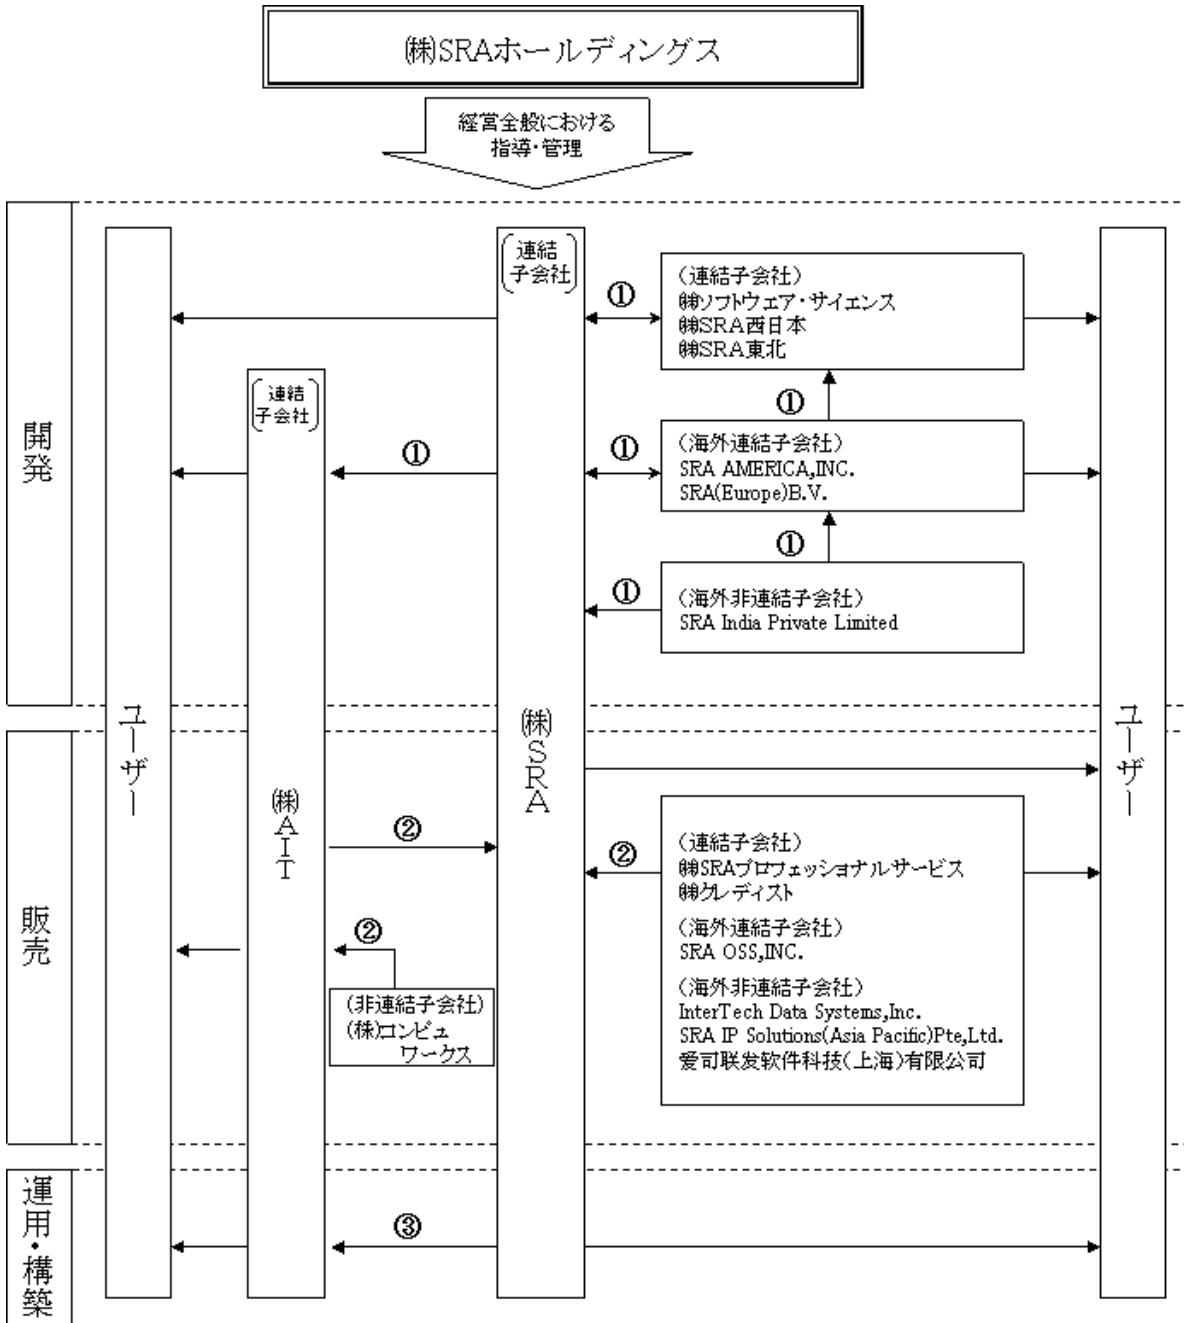 ㈱SRAホールディングス
経営全般における
指導・管理
開発
ユーザー
連結
子会社
㈱SRA
①
(連結子会社)
㈱ソフトウェア・サイエンス
㈱SRA西日本
㈱SRA東北
ユーザー
連結
子会社
㈱AIT
①
①
①
(海外連結子会社)
SRA AMERICA,INC.
SRA(Europe)B.V.
①
①
(海外非連結子会社)
SRA India Private Limited
販売
②
②
(連結子会社)
㈱SRAプロフェッショナルサービス
㈱クレディスト
(海外連結子会社)
SRA OSS,INC.
(海外非連結子会社)
InterTech Data Systems,Inc.
SRA IP Solutions(Asia Pacific)Pte,Ltd.
爱司联发软件科技(上海)有限公司
②
(非連結子会社)
(株)コンピュ
ワークス
運用・構築
③